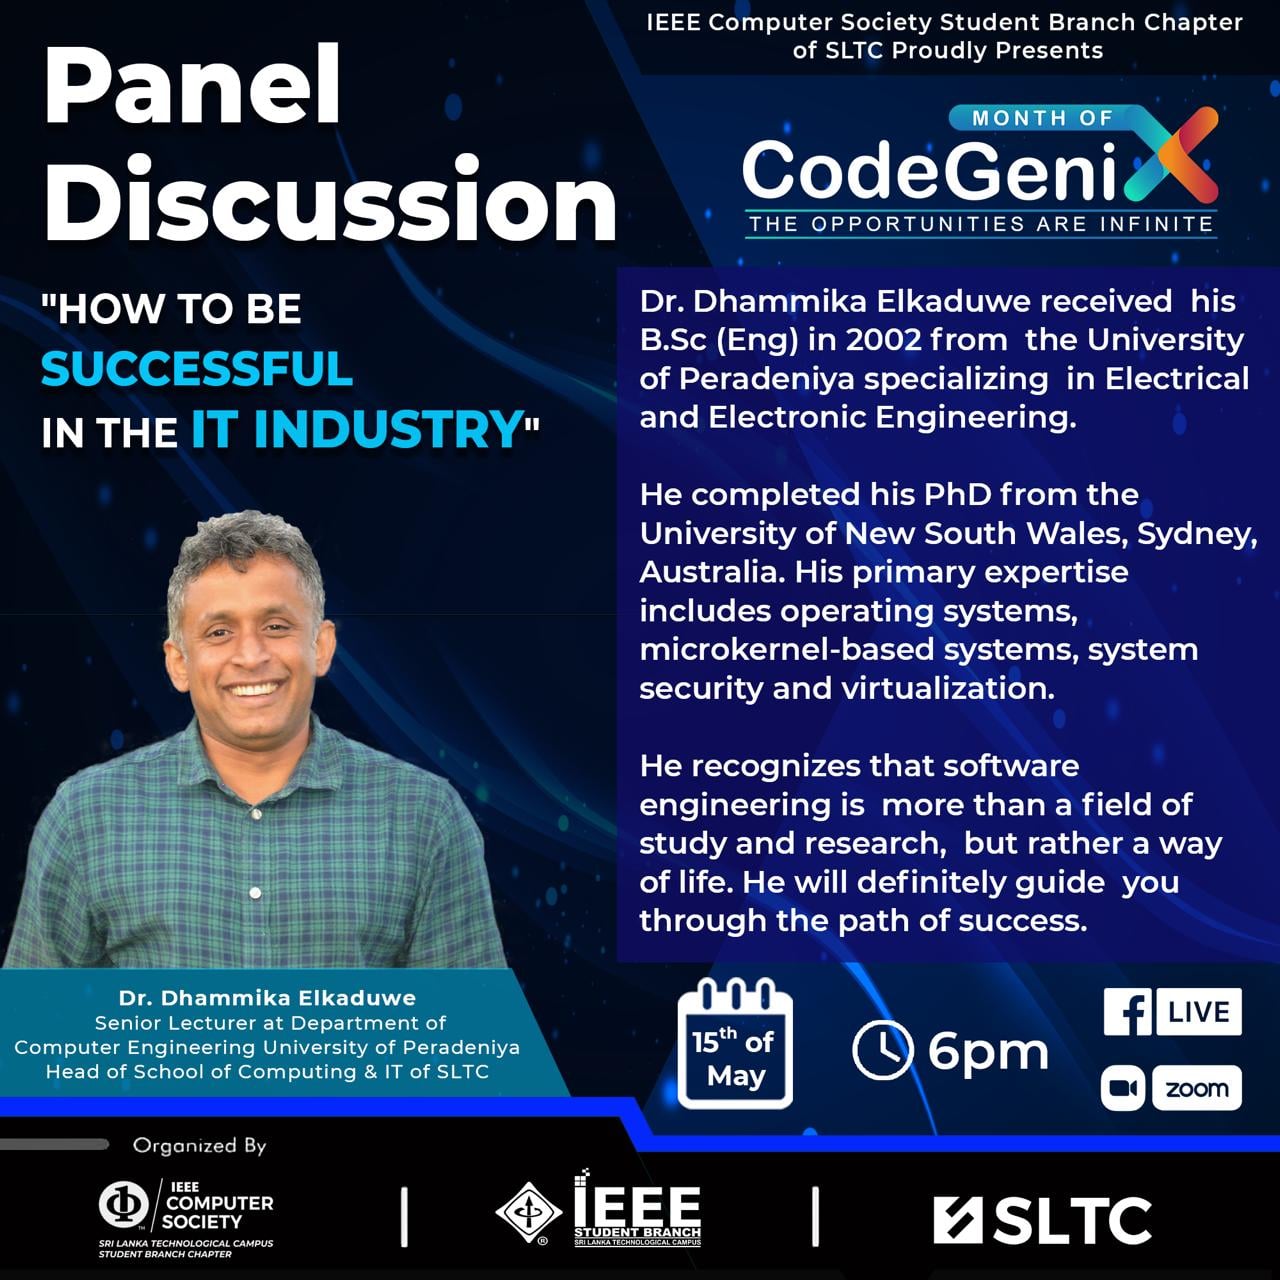 IEEE Computer Society Student Branch Chapter
of SLTC Proudly Presents
Panel
Discussion
MONTH OF
CodeGeniX
THE OPPORTUNITIES ARE INFINITE
"HOW TO BE
SUCCESSFUL
IN THE IT INDUSTRY"
Dr. Dhammika Elkaduwe received his
B.Sc (Eng) in 2002 from the University
of Peradeniya specializing in Electrical
and Electronic Engineering.
He completed his PhD from the
University of New South Wales, Sydney,
Australia. His primary expertise
includes operating systems,
microkernel-based systems, system
security and virtualization.
He recognizes that software
engineering is more than a field of
study and research, but rather a way
of life. He will definitely guide you
through the path of success.
Dr. Dhammika Elkaduwe
Senior Lecturer at Department of
Computer Engineering University of Peradeniya
Head of School of Computing & IT of SLTC
15th of
May
6pm
f LIVE
zoom
Organized By
IEEE
COMPUTER
SOCIETY
TM
SRI LANKA TECHNOLOGICAL CAMPUS
STUDENT BRANCH CHAPTER
IEEE
STUDENT BRANCH
SRI LANKA TECHNOLOGICAL CAMPUS
®
SLTC